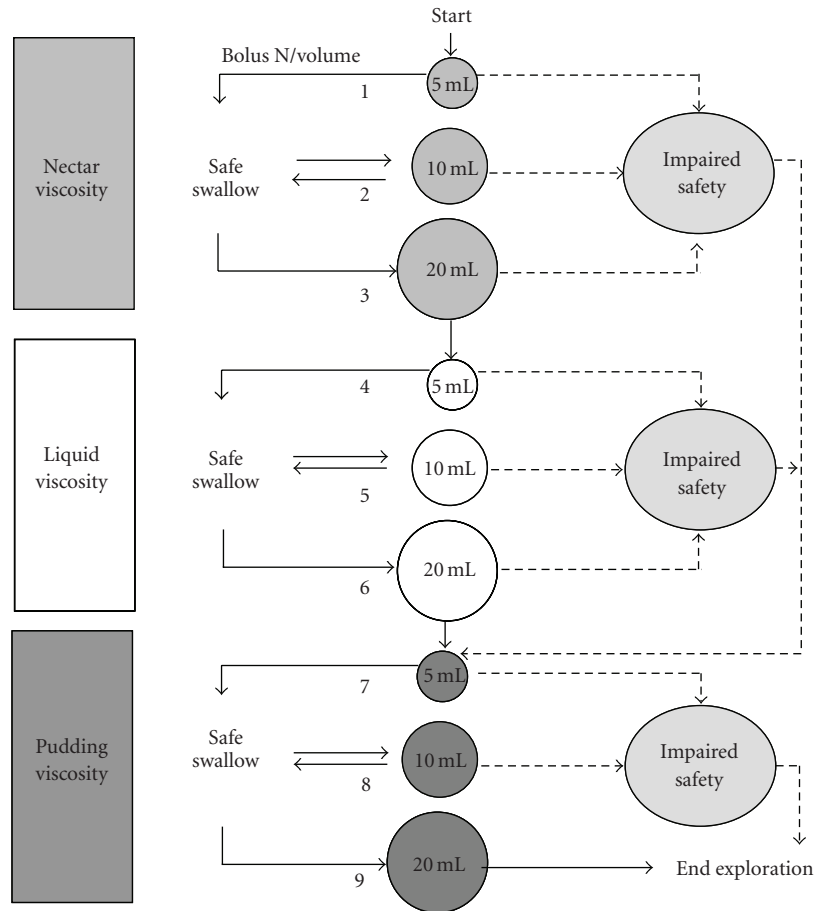 Start
Bolus N/volume
1
5 mL
Nectar
viscosity
Safe
swallow
2
10 mL
Impaired
safety
3
20 mL
4
5 mL
Liquid
viscosity
Safe
swallow
5
10 mL
Impaired
safety
6
20 mL
7
5 mL
Pudding
viscosity
Safe
swallow
8
10 mL
Impaired
safety
9
20 mL
End exploration